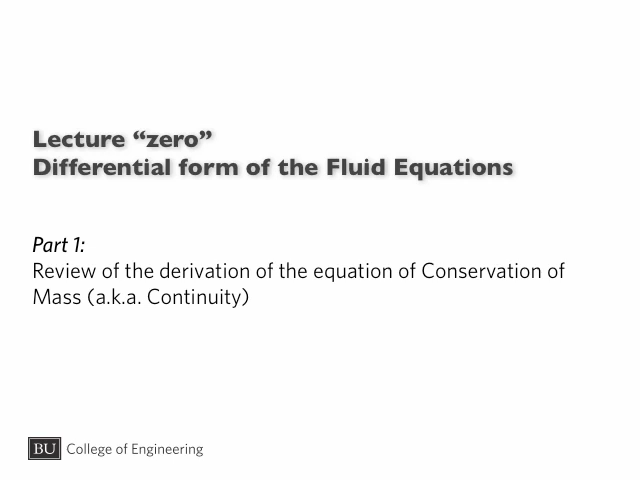 Lecture “zero”
Differential form of the Fluid Equations
Part 1:
Review of the derivation of the equation of Conservation of
Mass (a.k.a. Continuity)
BU College of Engineering